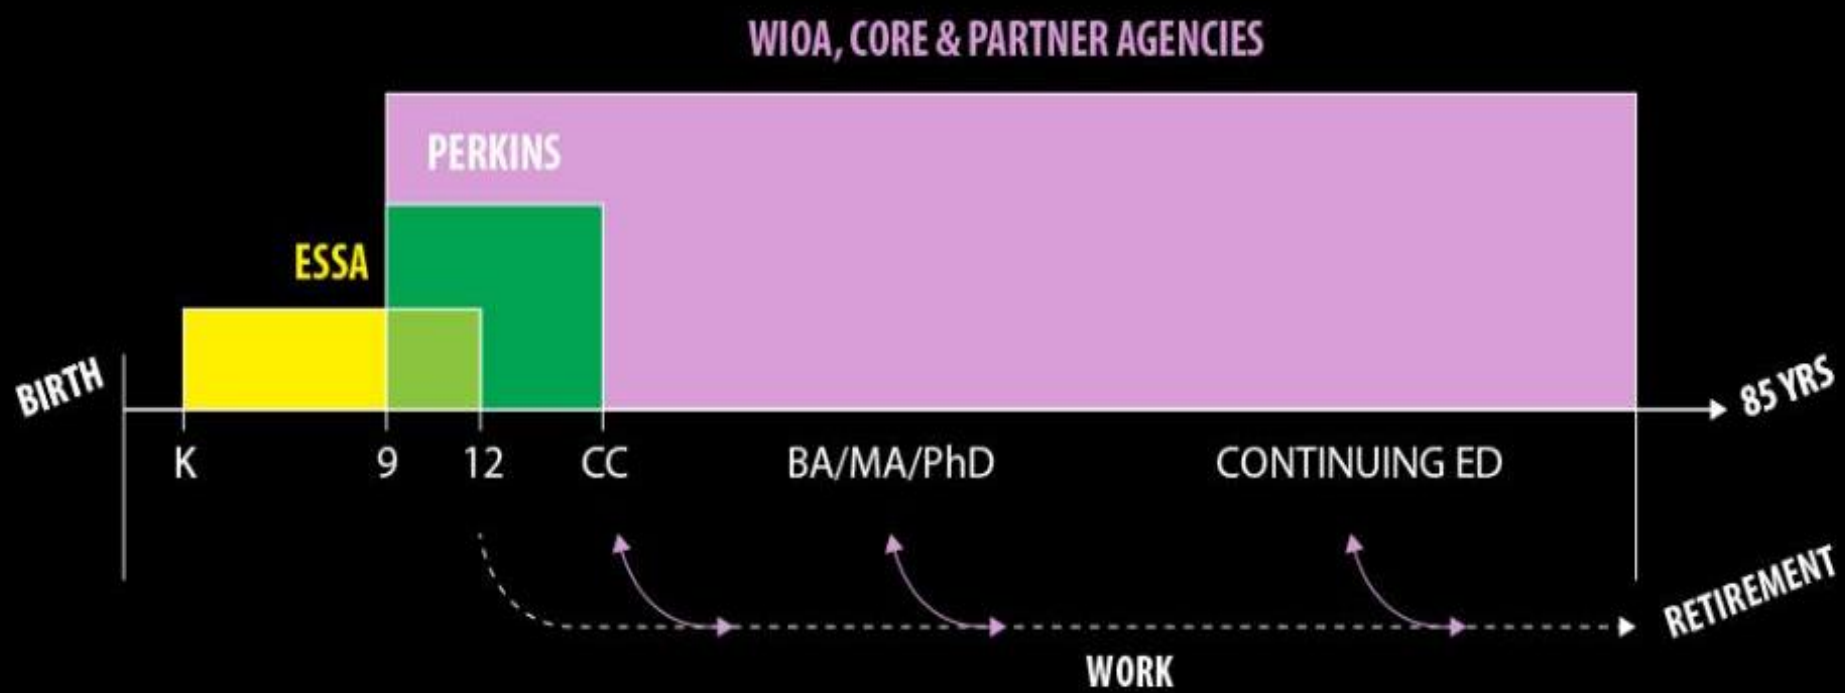 WIOA, CORE & PARTNER AGENCIES
PERKINS
ESSA
BIRTH
85 YRS
K
9
12
CC
BA/MA/PhD
CONTINUING ED
RETIREMENT
WORK